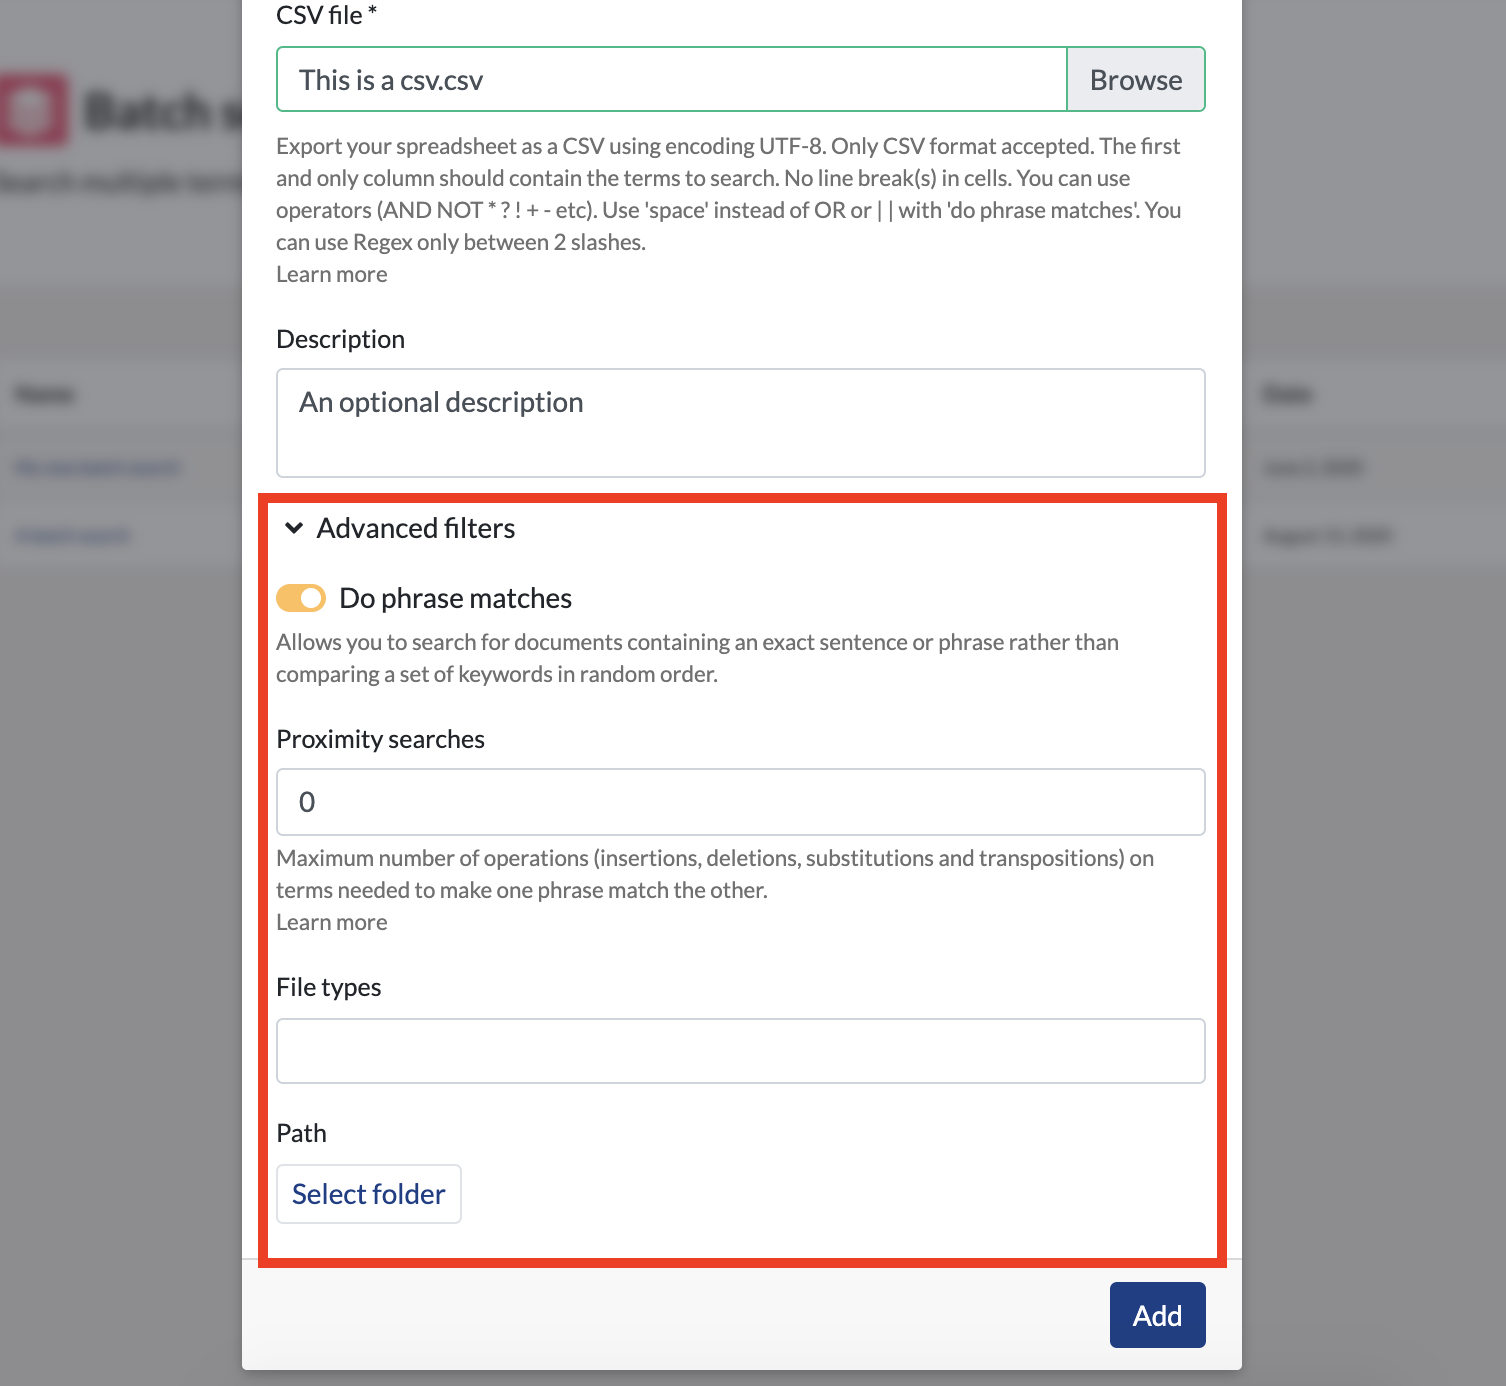 CSV file *
This is a csv.csv
Browse
Export your spreadsheet as a CSV using encoding UTF-8. Only CSV format accepted. The first
and only column should contain the terms to search. No line break(s) in cells. You can use
operators (AND NOT * ? ! + - etc). Use 'space' instead of OR or | | with 'do phrase matches'. You
can use Regex only between 2 slashes.
Learn more
Description
An optional description
Advanced filters
Do phrase matches
Allows you to search for documents containing an exact sentence or phrase rather than
comparing a set of keywords in random order.
Proximity searches
0
Maximum number of operations (insertions, deletions, substitutions and transpositions) on
terms needed to make one phrase match the other.
Learn more
File types
Path
Select folder
Add
Batch
Search multiple
Name
Date